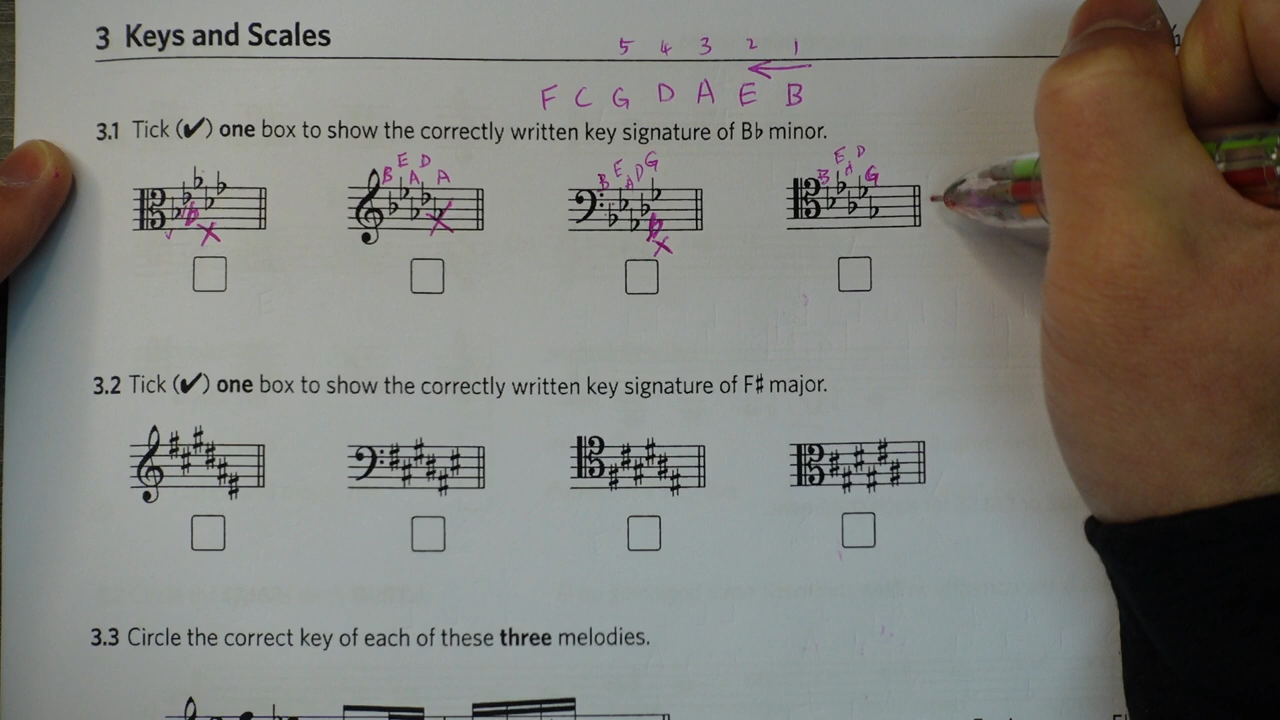 3 Keys and Scales
5 4 3 2 1
F C G D A E B
3.1 Tick (✔) one box to show the correctly written key signature of B♭ minor.
B E A D A
B E A D G
B E A D G
3.2 Tick (✔) one box to show the correctly written key signature of F♯ major.
3.3 Circle the correct key of each of these three melodies.